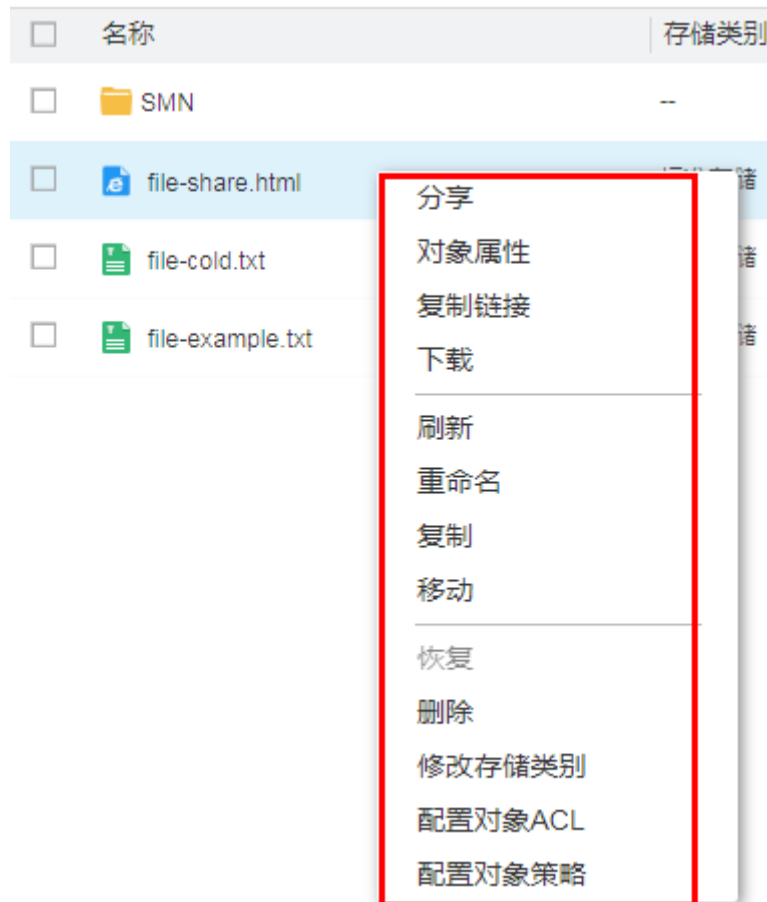 名称 存储类别
SMN --
file-share.html
file-cold.txt 储
file-example.txt 储
分享
对象属性
复制链接
下载
刷新
重命名
复制
移动
恢复
删除
修改存储类别
配置对象ACL
配置对象策略